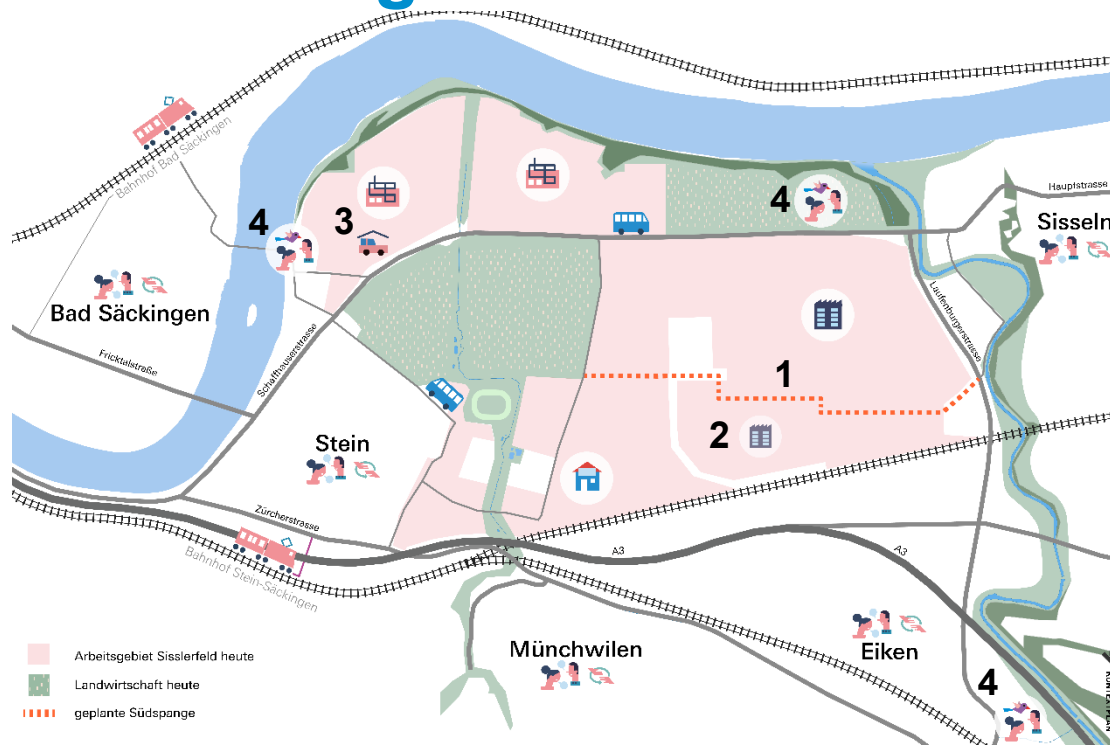 g
Bahnhof Bad Säckingen
Hauptstrasse
Sisseln
4
4
3
Bad Säckingen
Laufenburgerstrasse
Schaffhauserstrasse
Fricktalstraße
1
2
Stein
Zürcherstrasse
Bahnhof Stein-Säckingen
A3
A3
Münchwilen
Eiken
4
Arbeitsgebiet Sisslerfeld heute
Landwirtschaft heute
geplante Südspange